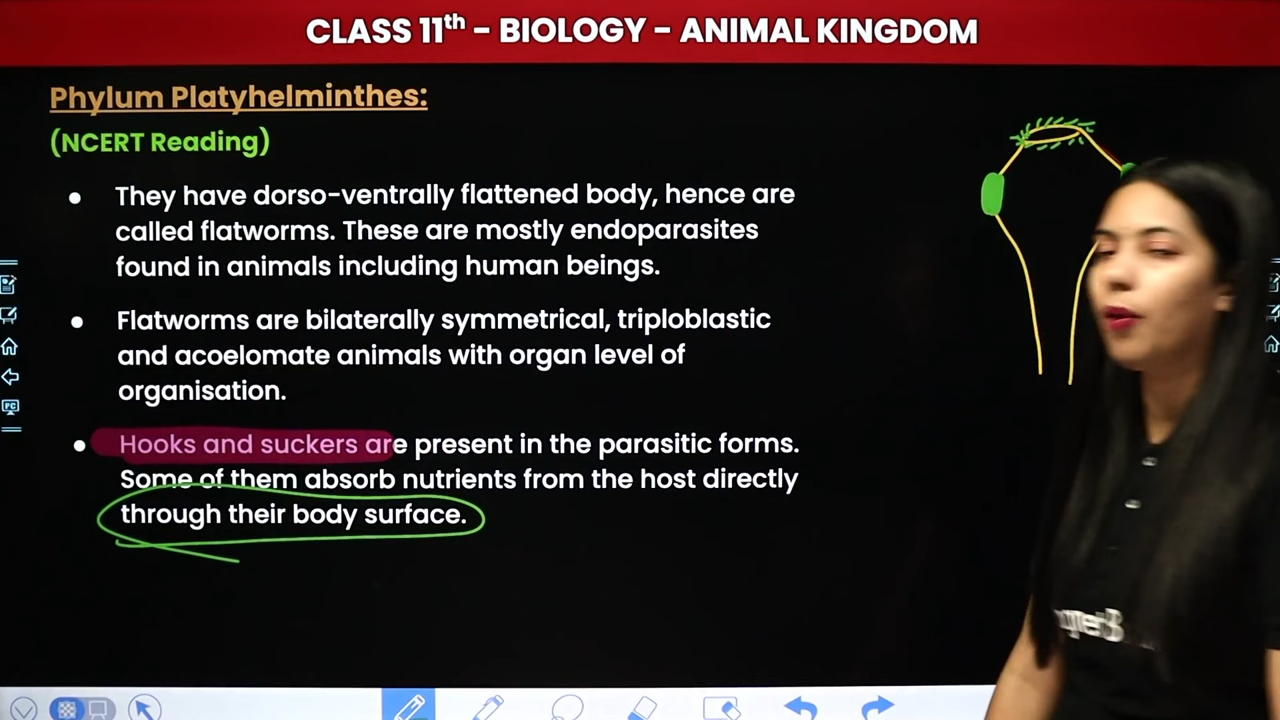 CLASS 11th - BIOLOGY - ANIMAL KINGDOM
Phylum Platyhelminthes:
(NCERT Reading)
• They have dorso-ventrally flattened body, hence are
called flatworms. These are mostly endoparasites
found in animals including human beings.
• Flatworms are bilaterally symmetrical, triploblastic
and acoelomate animals with organ level of
organisation.
• Hooks and suckers are present in the parasitic forms.
Some of them absorb nutrients from the host directly
through their body surface.